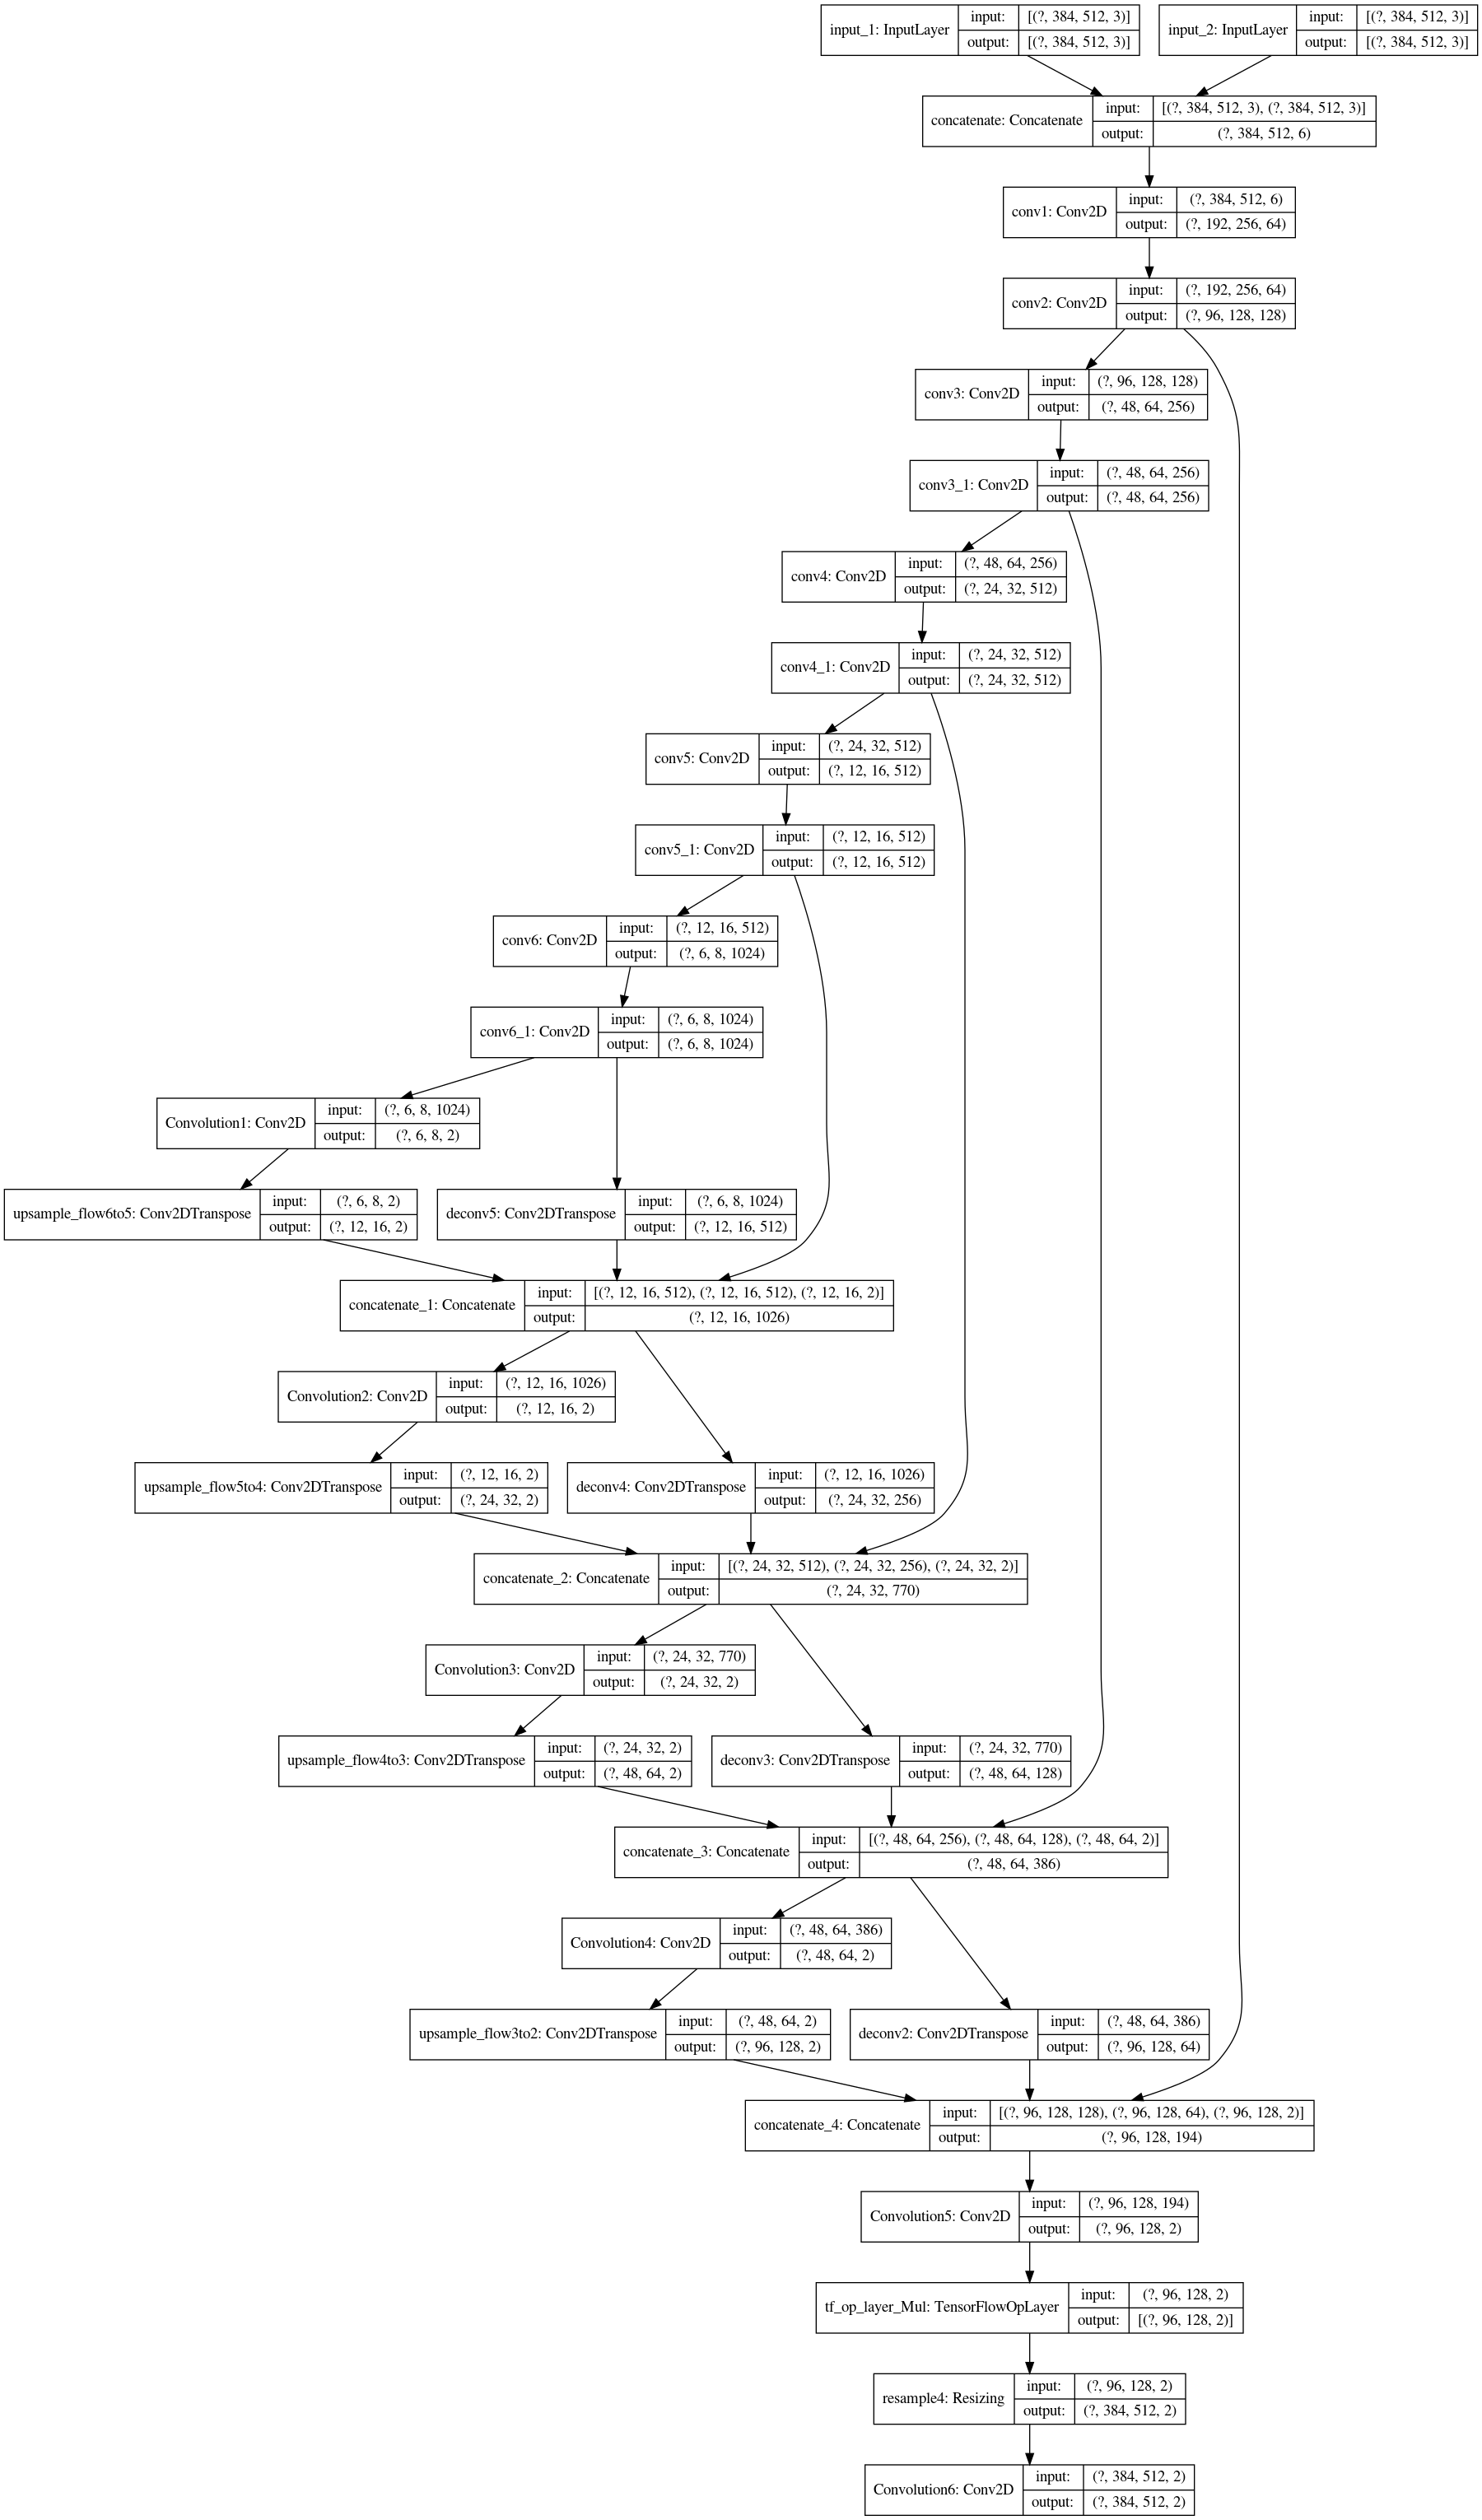 input_1: InputLayer
input: [(?, 384, 512, 3)]
output: [(?, 384, 512, 3)]
input_2: InputLayer
input: [(?, 384, 512, 3)]
output: [(?, 384, 512, 3)]
concatenate: Concatenate
input: [(?, 384, 512, 3), (?, 384, 512, 3)]
output: (?, 384, 512, 6)
conv1: Conv2D
input: (?, 384, 512, 6)
output: (?, 192, 256, 64)
conv2: Conv2D
input: (?, 192, 256, 64)
output: (?, 96, 128, 128)
conv3: Conv2D
input: (?, 96, 128, 128)
output: (?, 48, 64, 256)
conv3_1: Conv2D
input: (?, 48, 64, 256)
output: (?, 48, 64, 256)
conv4: Conv2D
input: (?, 48, 64, 256)
output: (?, 24, 32, 512)
conv4_1: Conv2D
input: (?, 24, 32, 512)
output: (?, 24, 32, 512)
conv5: Conv2D
input: (?, 24, 32, 512)
output: (?, 12, 16, 512)
conv5_1: Conv2D
input: (?, 12, 16, 512)
output: (?, 12, 16, 512)
conv6: Conv2D
input: (?, 12, 16, 512)
output: (?, 6, 8, 1024)
conv6_1: Conv2D
input: (?, 6, 8, 1024)
output: (?, 6, 8, 1024)
Convolution1: Conv2D
input: (?, 6, 8, 1024)
output: (?, 6, 8, 2)
upsample_flow6to5: Conv2DTranspose
input: (?, 6, 8, 2)
output: (?, 12, 16, 2)
deconv5: Conv2DTranspose
input: (?, 6, 8, 1024)
output: (?, 12, 16, 512)
concatenate_1: Concatenate
input: [(?, 12, 16, 512), (?, 12, 16, 512), (?, 12, 16, 2)]
output: (?, 12, 16, 1026)
Convolution2: Conv2D
input: (?, 12, 16, 1026)
output: (?, 12, 16, 2)
upsample_flow5to4: Conv2DTranspose
input: (?, 12, 16, 2)
output: (?, 24, 32, 2)
deconv4: Conv2DTranspose
input: (?, 12, 16, 1026)
output: (?, 24, 32, 256)
concatenate_2: Concatenate
input: [(?, 24, 32, 512), (?, 24, 32, 256), (?, 24, 32, 2)]
output: (?, 24, 32, 770)
Convolution3: Conv2D
input: (?, 24, 32, 770)
output: (?, 24, 32, 2)
upsample_flow4to3: Conv2DTranspose
input: (?, 24, 32, 2)
output: (?, 48, 64, 2)
deconv3: Conv2DTranspose
input: (?, 24, 32, 770)
output: (?, 48, 64, 128)
concatenate_3: Concatenate
input: [(?, 48, 64, 256), (?, 48, 64, 128), (?, 48, 64, 2)]
output: (?, 48, 64, 386)
Convolution4: Conv2D
input: (?, 48, 64, 386)
output: (?, 48, 64, 2)
upsample_flow3to2: Conv2DTranspose
input: (?, 48, 64, 2)
output: (?, 96, 128, 2)
deconv2: Conv2DTranspose
input: (?, 48, 64, 386)
output: (?, 96, 128, 64)
concatenate_4: Concatenate
input: [(?, 96, 128, 128), (?, 96, 128, 64), (?, 96, 128, 2)]
output: (?, 96, 128, 194)
Convolution5: Conv2D
input: (?, 96, 128, 194)
output: (?, 96, 128, 2)
tf_op_layer_Mul: TensorFlowOpLayer
input: (?, 96, 128, 2)
output: [(?, 96, 128, 2)]
resample4: Resizing
input: (?, 96, 128, 2)
output: (?, 384, 512, 2)
Convolution6: Conv2D
input: (?, 384, 512, 2)
output: (?, 384, 512, 2)